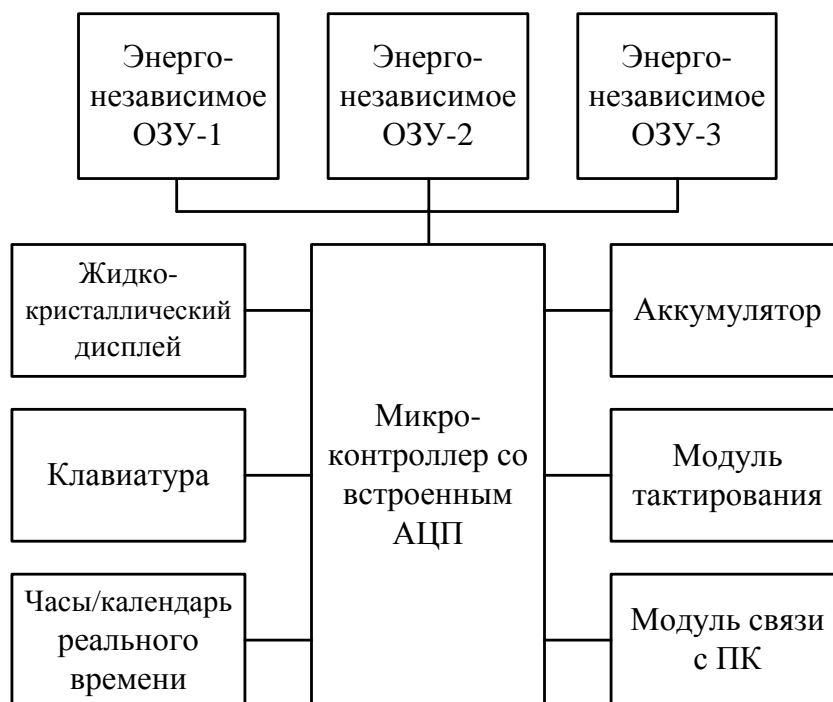 Энерго-
независимое
ОЗУ-1
Энерго-
независимое
ОЗУ-2
Энерго-
независимое
ОЗУ-3
Жидко-
кристаллический
дисплей
Аккумулятор
Микро-
контроллер со
встроенным
АЦП
Клавиатура
Модуль
тактирования
Часы/календарь
реального
времени
Модуль связи
с ПК